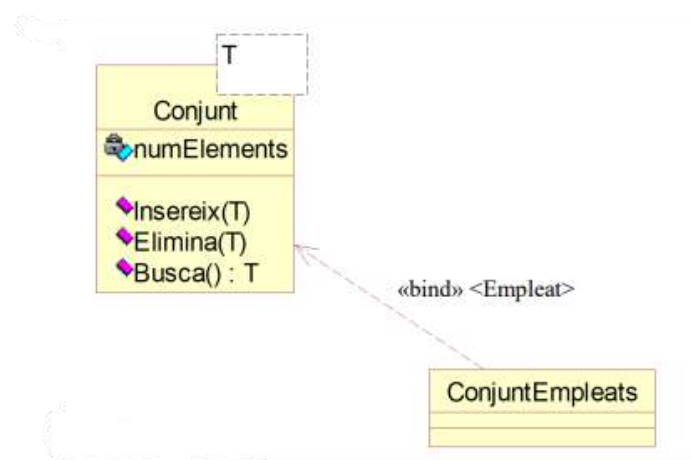 T
Conjunt
numElements
Insereix(T)
Elimina(T)
Busca() : T
«bind» <Empleat>
ConjuntEmpleats